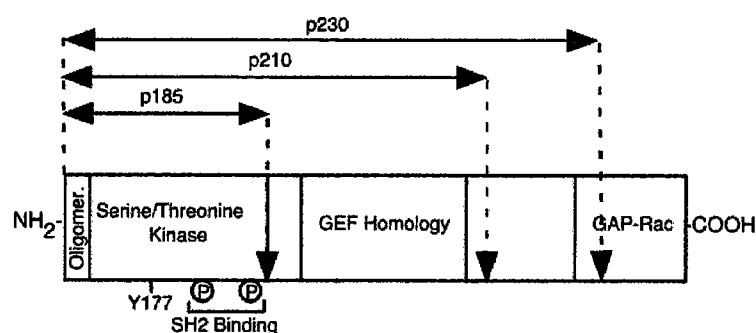 p230
p210
p185
NH2-
Oligomer.
Serine/Threonine
Kinase
GEF Homology
GAP-Rac
-COOH
Y177
P
P
SH2 Binding